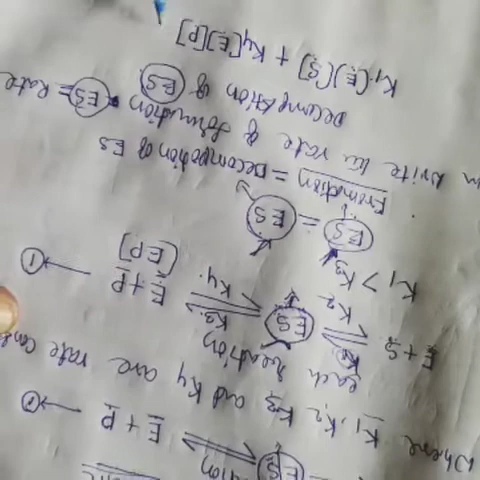 ES
E + P —— ①
Where K1, K2, K3 and K4 are rate
each reaction
E + S ⇌ ES ⇌ E + P —— ①
K2 K3 K4
[EP]
K1 > K3
ES = ES
Formation = Decomposition of ES
write the rate of formation ES = Rate
Decomposition of ES
K1 [E] [S] + K4 [E] [P]